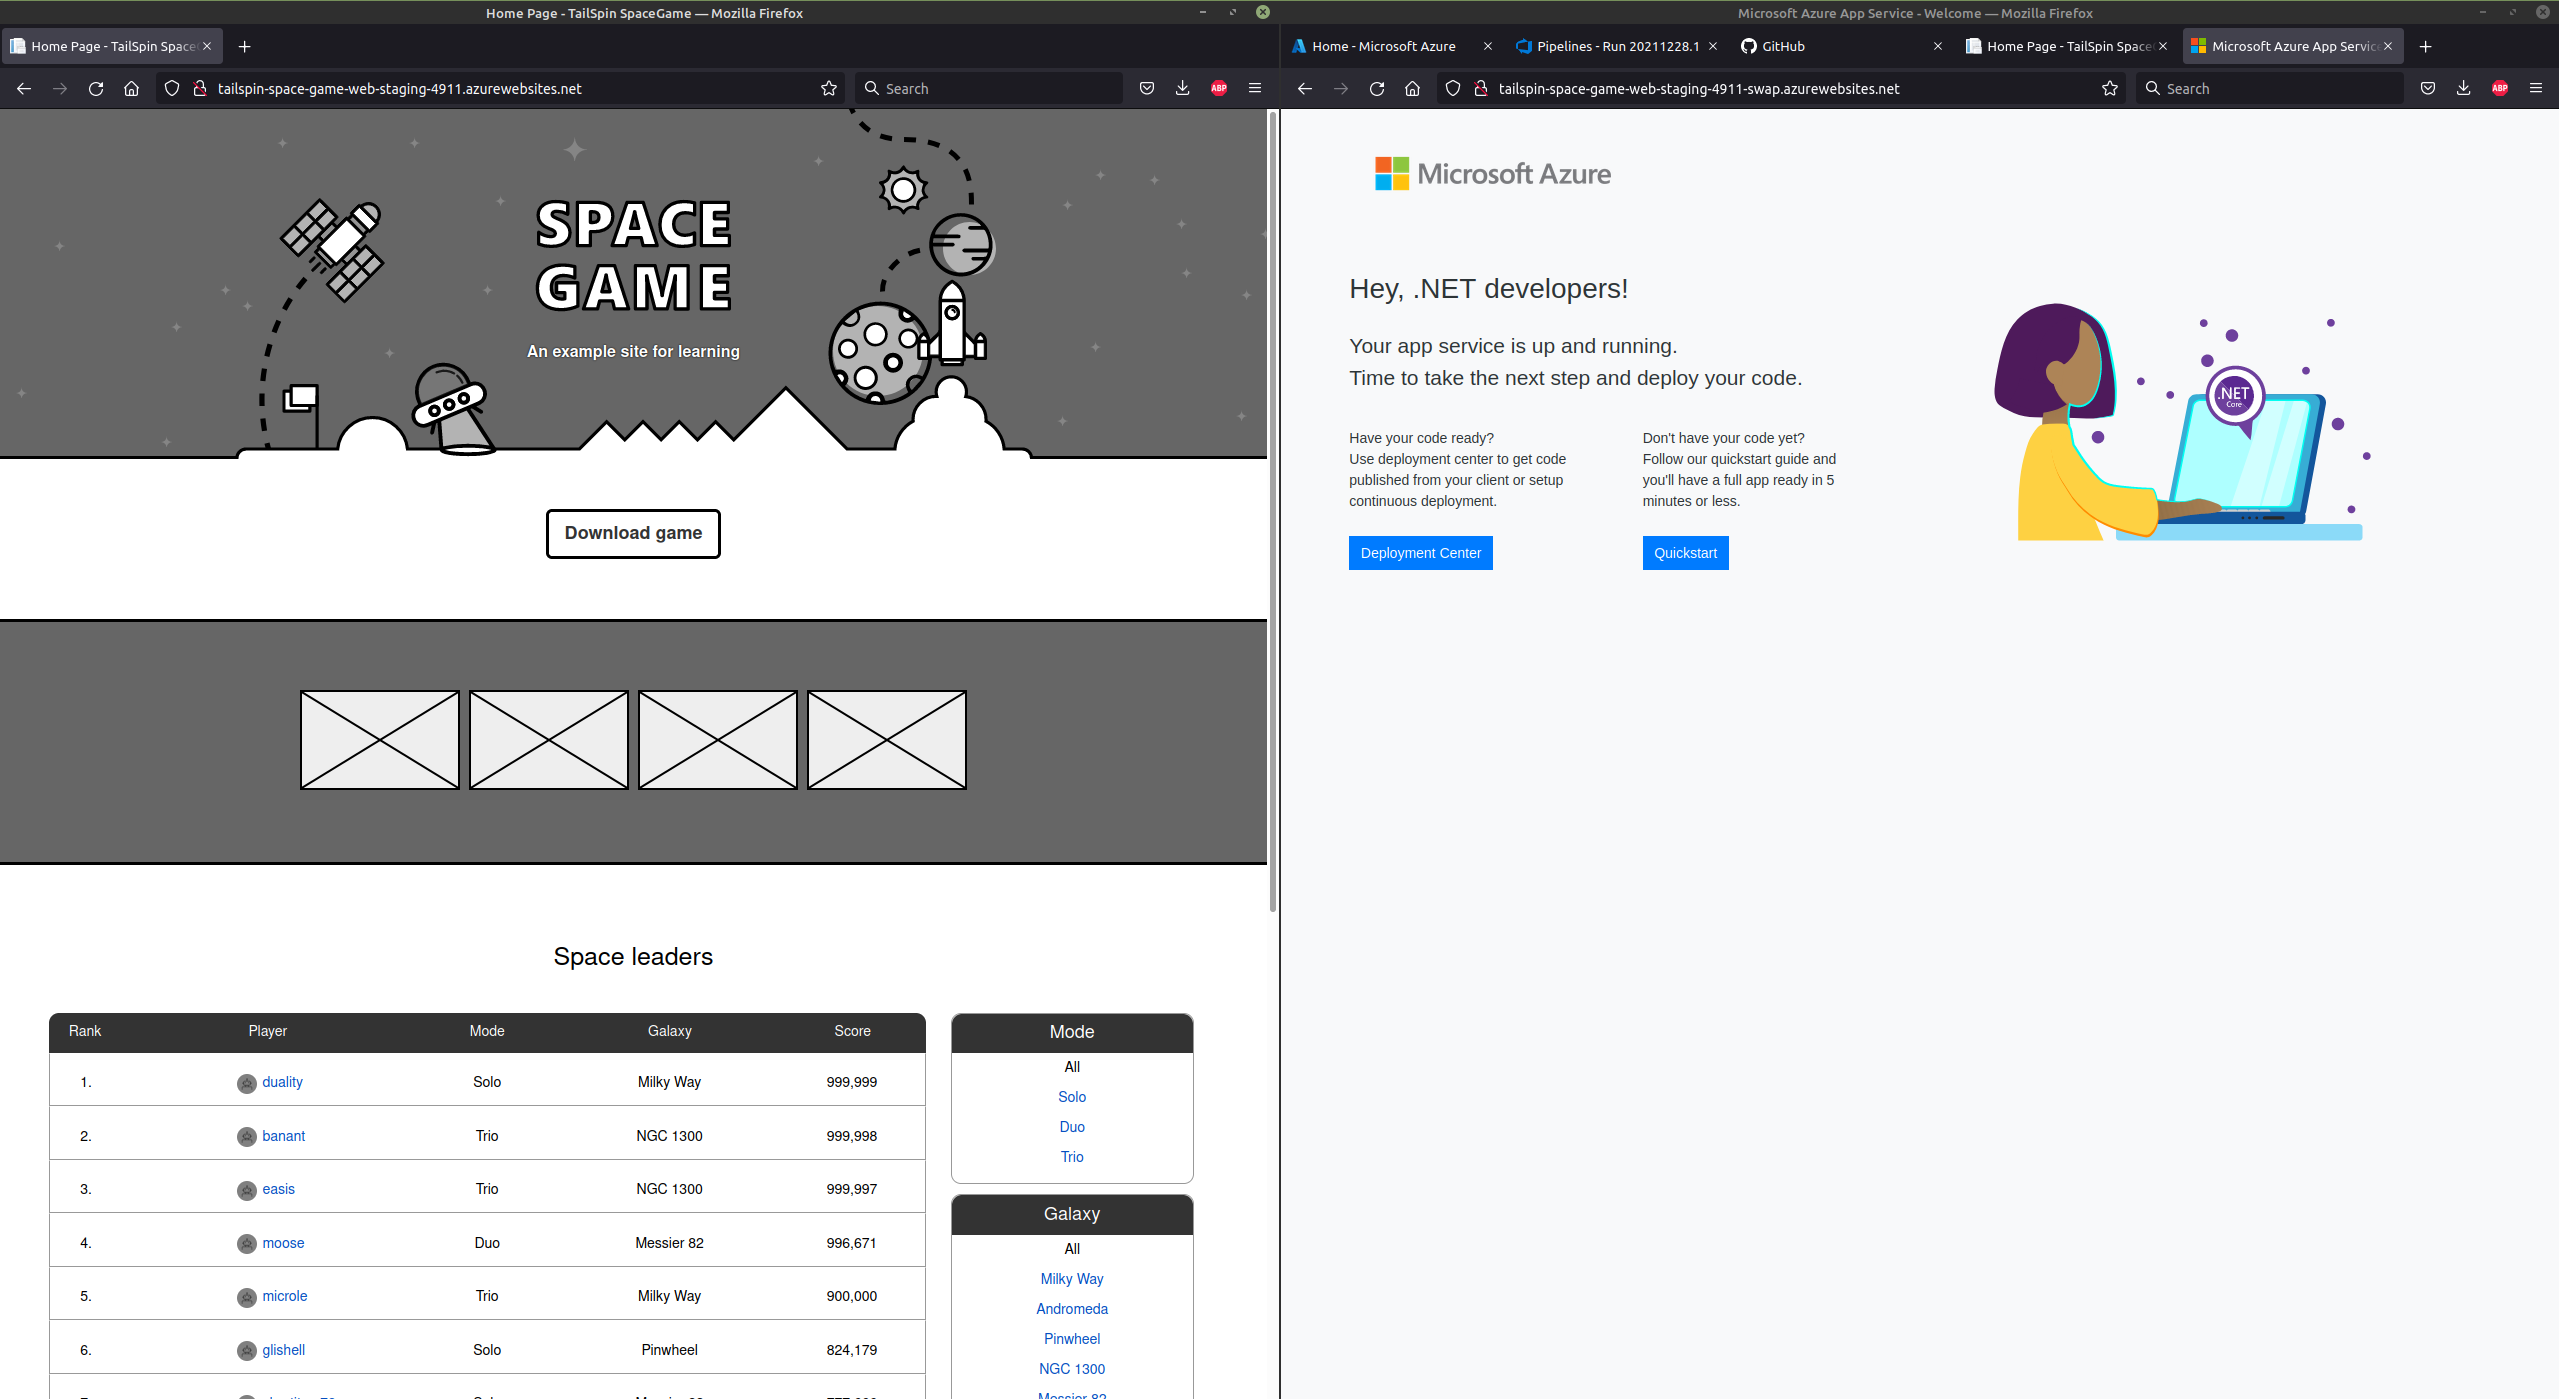 Home Page - TailSpin SpaceGame — Mozilla Firefox
Home Page - TailSpin Space
tailspin-space-game-web-staging-4911.azurewebsites.net
Search
ABP
SPACE
GAME
An example site for learning
Download game
Space leaders
Rank Player Mode Galaxy Score
1. duality Solo Milky Way 999,999
2. banant Trio NGC 1300 999,998
3. easis Trio NGC 1300 999,997
4. moose Duo Messier 82 996,671
5. microle Trio Milky Way 900,000
6. glishell Solo Pinwheel 824,179
Mode
All
Solo
Duo
Trio
Galaxy
All
Milky Way
Andromeda
Pinwheel
NGC 1300
Messier 82
Microsoft Azure App Service - Welcome — Mozilla Firefox
Home - Microsoft Azure
Pipelines - Run 20211228.1
GitHub
Home Page - TailSpin Space
Microsoft Azure App Servic
tailspin-space-game-web-staging-4911-swap.azurewebsites.net
Search
ABP
Microsoft Azure
Hey, .NET developers!
Your app service is up and running.
Time to take the next step and deploy your code.
Have your code ready?
Use deployment center to get code
published from your client or setup
continuous deployment.
Deployment Center
Don't have your code yet?
Follow our quickstart guide and
you'll have a full app ready in 5
minutes or less.
Quickstart
.NET
Core